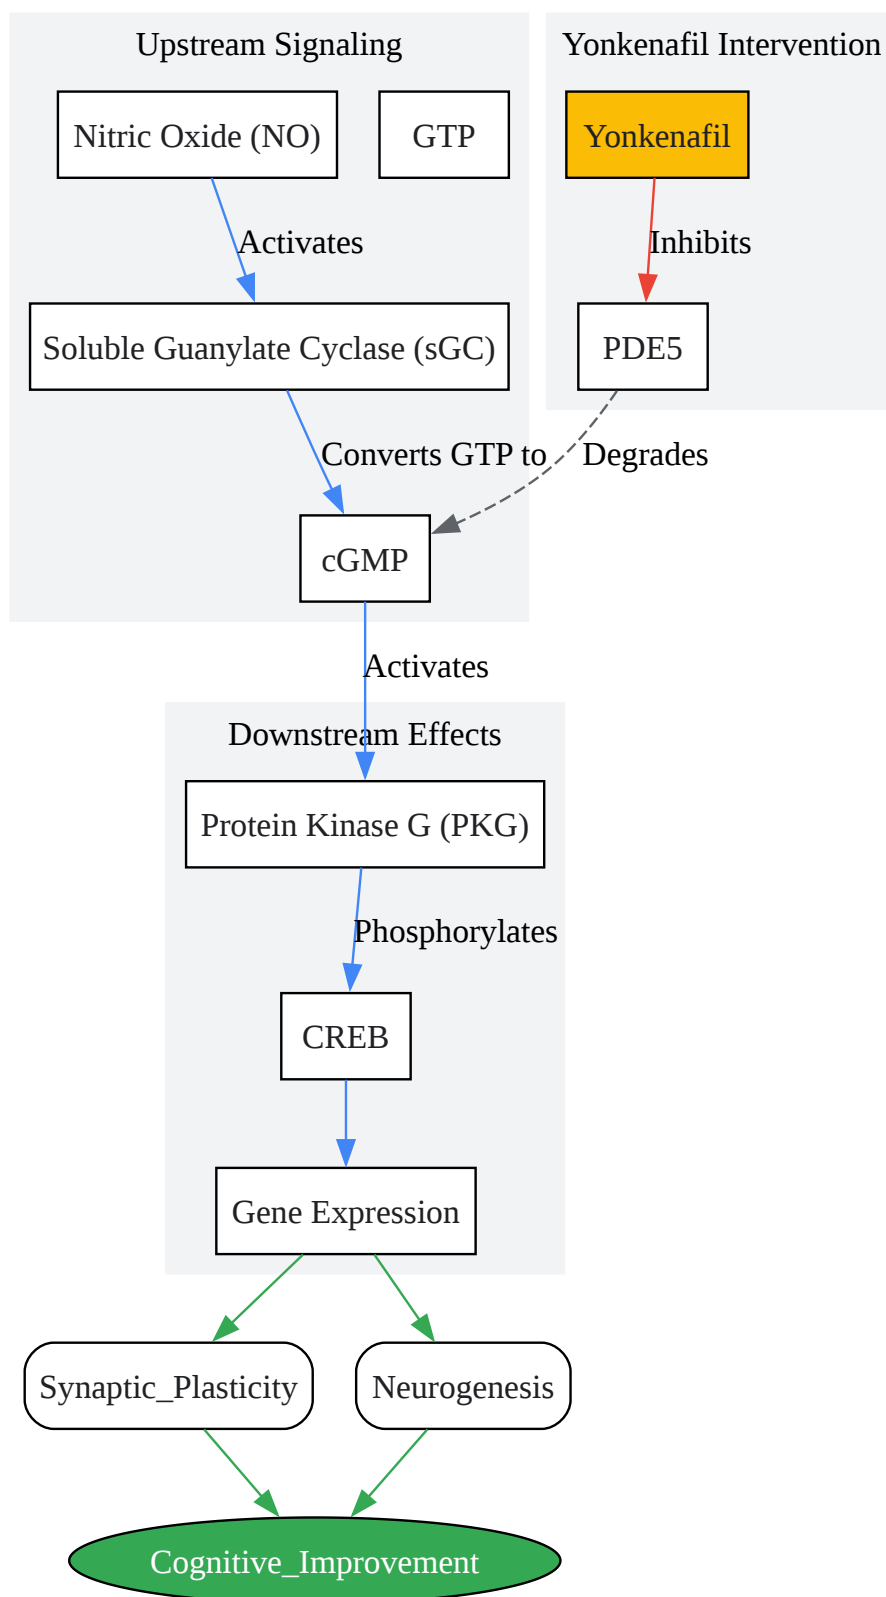 Upstream Signaling
Yonkenafil Intervention
Nitric Oxide (NO)
GTP
Yonkenafil
Activates
Inhibits
Soluble Guanylate Cyclase (sGC)
PDE5
Converts GTP to
Degrades
cGMP
Activates
Downstream Effects
Protein Kinase G (PKG)
Phosphorylates
CREB
Gene Expression
Synaptic_Plasticity
Neurogenesis
Cognitive_Improvement